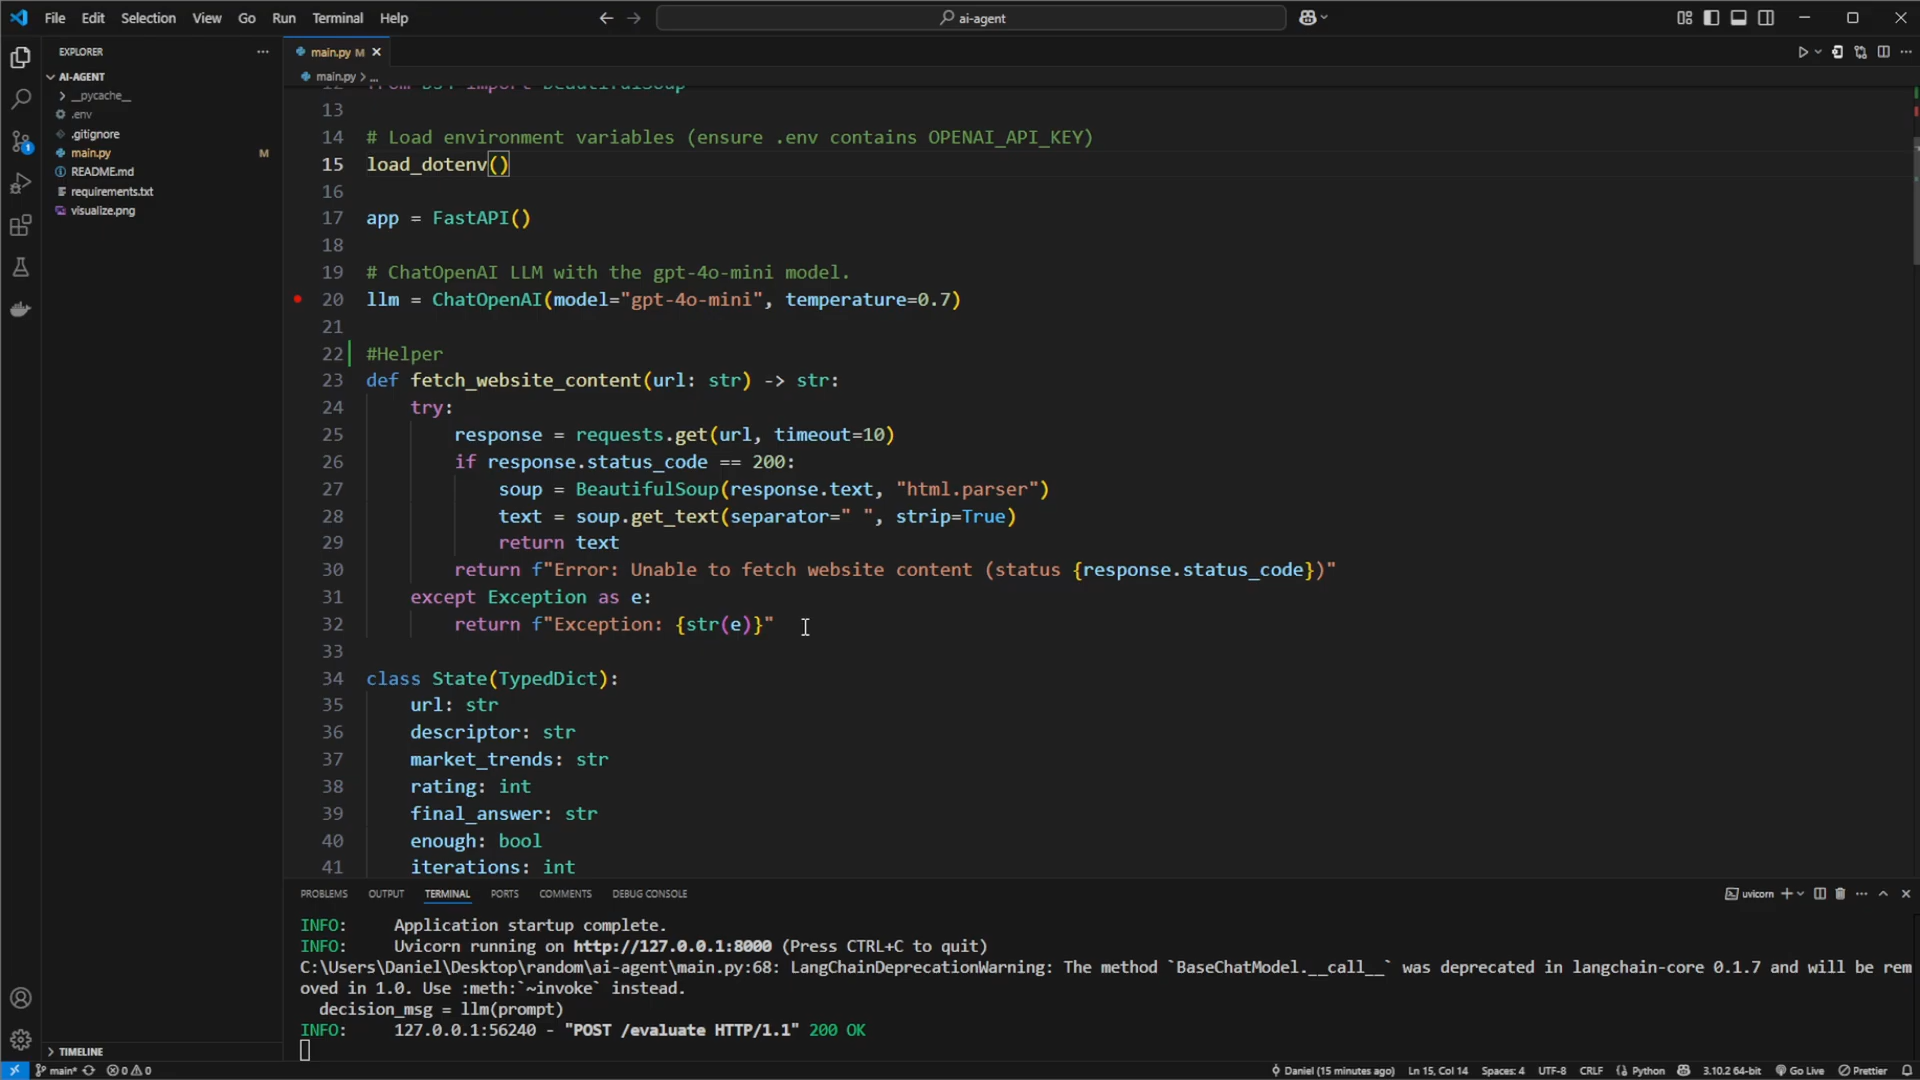 File Edit Selection View Go Run Terminal Help
ai-agent
EXPLORER
AI-AGENT
__pycache__
.env
.gitignore
main.py M
README.md
requirements.txt
visualize.png
TIMELINE
main.py M
main.py > ...
12 from bs4 import BeautifulSoup
13
14 # Load environment variables (ensure .env contains OPENAI_API_KEY)
15 load_dotenv()
16
17 app = FastAPI()
18
19 # ChatOpenAI LLM with the gpt-4o-mini model.
20 llm = ChatOpenAI(model="gpt-4o-mini", temperature=0.7)
21
22 #Helper
23 def fetch_website_content(url: str) -> str:
24 try:
25 response = requests.get(url, timeout=10)
26 if response.status_code == 200:
27 soup = BeautifulSoup(response.text, "html.parser")
28 text = soup.get_text(separator=" ", strip=True)
29 return text
30 return f"Error: Unable to fetch website content (status {response.status_code})"
31 except Exception as e:
32 return f"Exception: {str(e)}"
33
34 class State(TypedDict):
35 url: str
36 descriptor: str
37 market_trends: str
38 rating: int
39 final_answer: str
40 enough: bool
41 iterations: int
PROBLEMS OUTPUT TERMINAL PORTS COMMENTS DEBUG CONSOLE
uvicorn
INFO: Application startup complete.
INFO: Uvicorn running on http://127.0.0.1:8000 (Press CTRL+C to quit)
C:\Users\Daniel\Desktop\random\ai-agent\main.py:68: LangChainDeprecationWarning: The method `BaseChatModel.__call__` was deprecated in langchain-core 0.1.7 and will be rem
oved in 1.0. Use :meth:`~invoke` instead.
decision_msg = llm(prompt)
INFO: 127.0.0.1:56240 - "POST /evaluate HTTP/1.1" 200 OK
main* 0 0 Daniel (15 minutes ago) Ln 15, Col 14 Spaces: 4 UTF-8 CRLF Python 3.10.2 64-bit Go Live Prettier